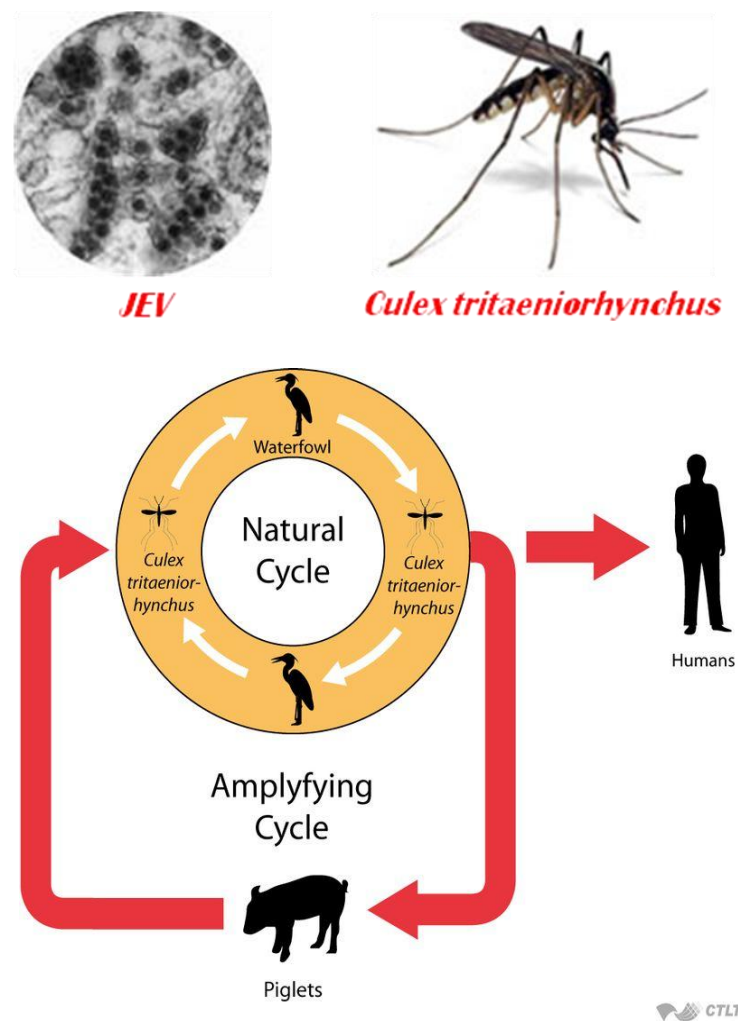 JEV
Culex tritaeniorhynchus
Waterfowl
Natural
Cycle
Culex
tritaenior-
hynchus
Culex
tritaenior-
hynchus
Humans
Amplyfying
Cycle
Piglets
CTLT